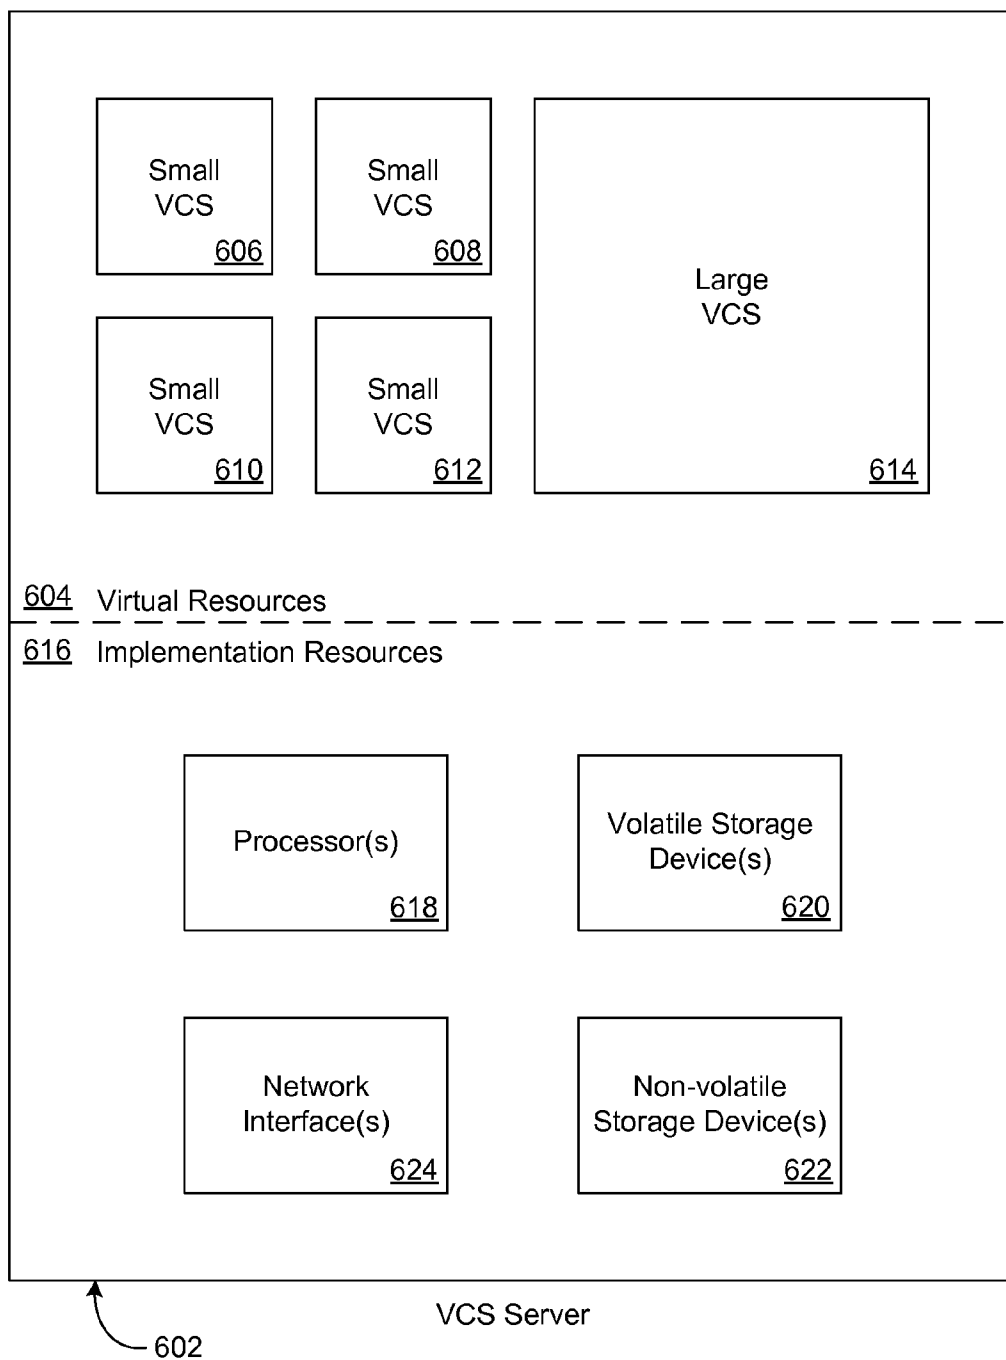 Small
VCS
606
Small
VCS
608
Large
VCS
614
Small
VCS
610
Small
VCS
612
604 Virtual Resources
616 Implementation Resources
Processor(s)
618
Volatile Storage
Device(s)
620
Network
Interface(s)
624
Non-volatile
Storage Device(s)
622
VCS Server
602